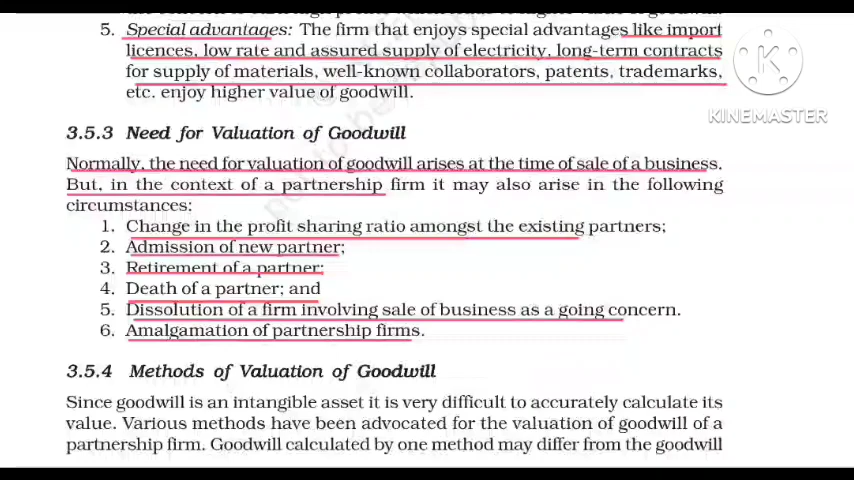 5. Special advantages: The firm that enjoys special advantages like import
licences, low rate and assured supply of electricity, long-term contracts
for supply of materials, well-known collaborators, patents, trademarks,
etc. enjoy higher value of goodwill.
K
KINEMASTER
3.5.3 Need for Valuation of Goodwill
Normally, the need for valuation of goodwill arises at the time of sale of a business.
But, in the context of a partnership firm it may also arise in the following
circumstances:
1. Change in the profit sharing ratio amongst the existing partners;
2. Admission of new partner;
3. Retirement of a partner;
4. Death of a partner; and
5. Dissolution of a firm involving sale of business as a going concern.
6. Amalgamation of partnership firms.
3.5.4 Methods of Valuation of Goodwill
Since goodwill is an intangible asset it is very difficult to accurately calculate its
value. Various methods have been advocated for the valuation of goodwill of a
partnership firm. Goodwill calculated by one method may differ from the goodwill